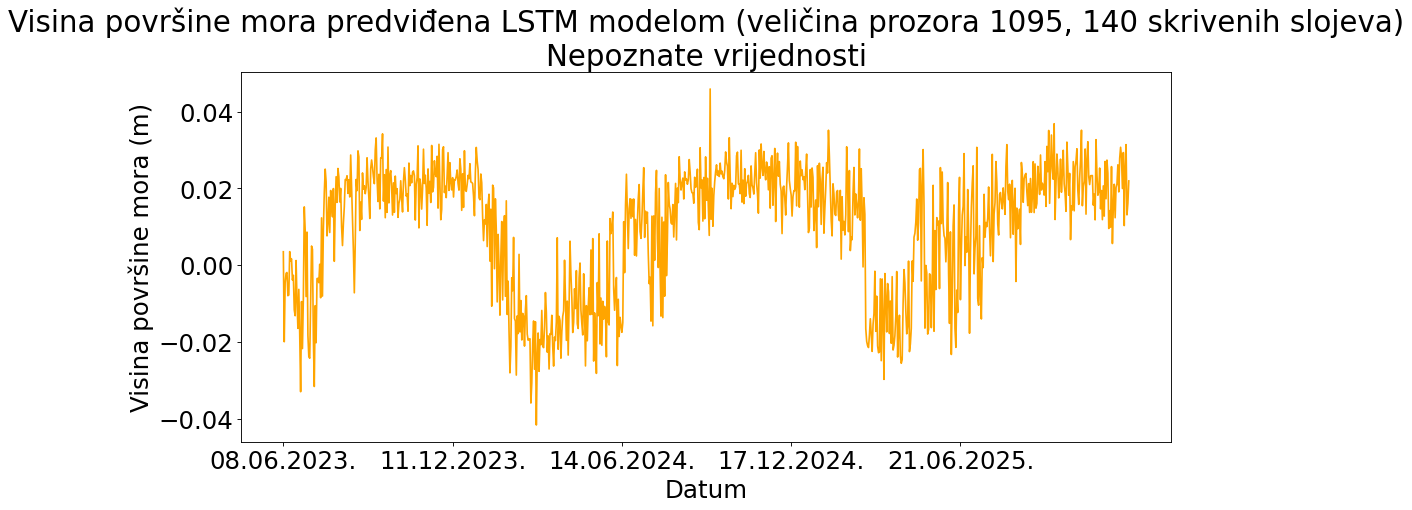 Visina površine mora predviđena LSTM modelom (veličina prozora 1095, 140 skrivenih slojeva)
Nepoznate vrijednosti
Visina površine mora (m)
0.04
0.02
0.00
−0.02
−0.04
08.06.2023. 11.12.2023. 14.06.2024. 17.12.2024. 21.06.2025.
Datum